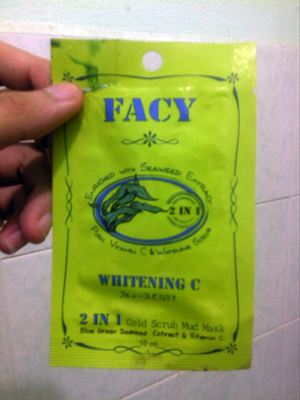 FACY
ENRICHED WITH SEAWEED EXTRACT
2 IN 1
PURE VITAMIN C & WHITENING SCRUB
WHITENING C
2 IN 1 Cold Scrub Mud Mask
Blue Green Seaweed Extract & Vitamin C